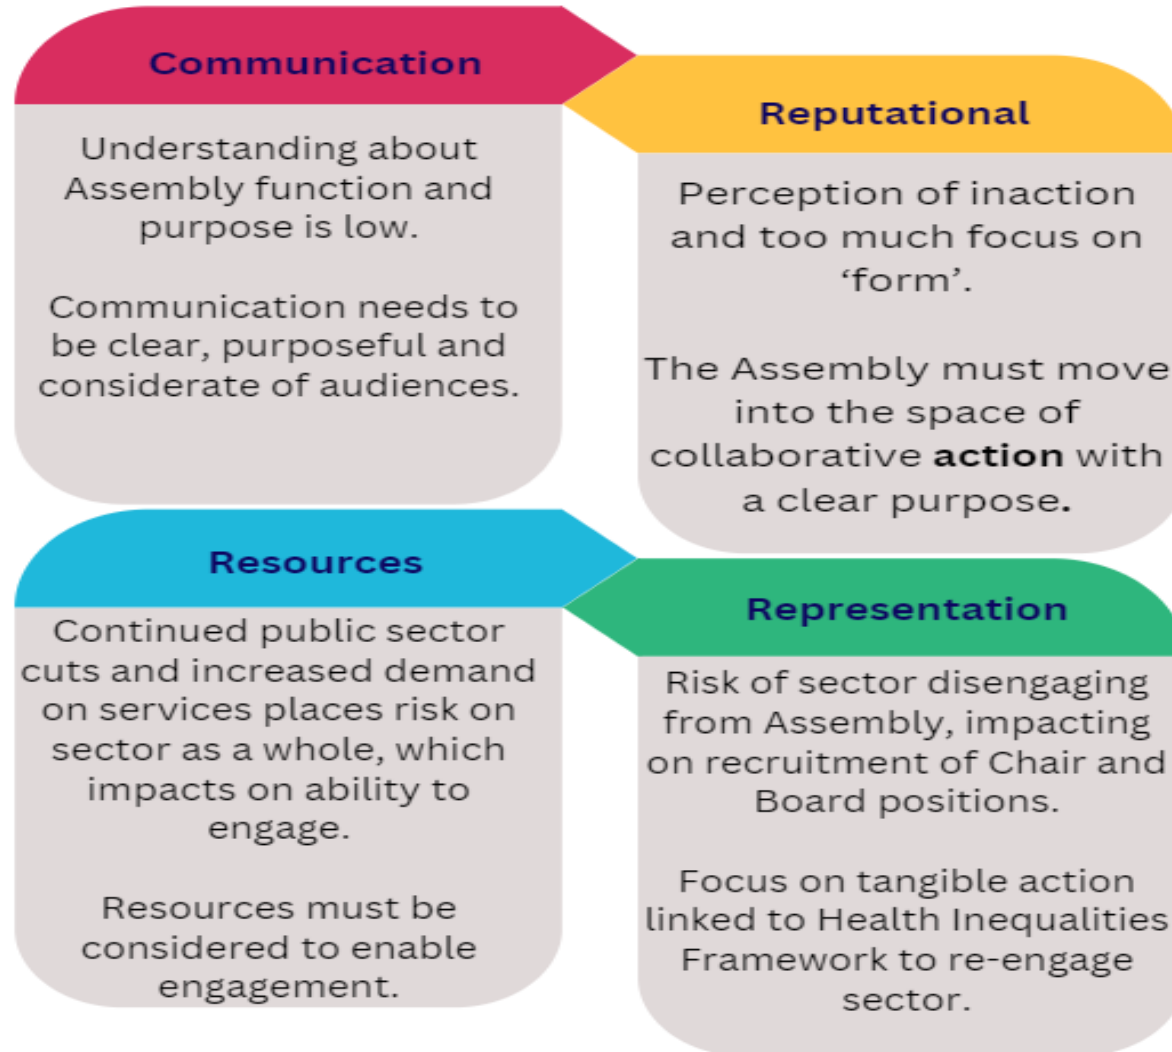 Communication
Understanding about
Assembly function and
purpose is low.
Communication needs to
be clear, purposeful and
considerate of audiences.
Reputational
Perception of inaction
and too much focus on
‘form’.
The Assembly must move
into the space of
collaborative action with
a clear purpose.
Resources
Continued public sector
cuts and increased demand
on services places risk on
sector as a whole, which
impacts on ability to
engage.
Resources must be
considered to enable
engagement.
Representation
Risk of sector disengaging
from Assembly, impacting
on recruitment of Chair and
Board positions.
Focus on tangible action
linked to Health Inequalities
Framework to re-engage
sector.